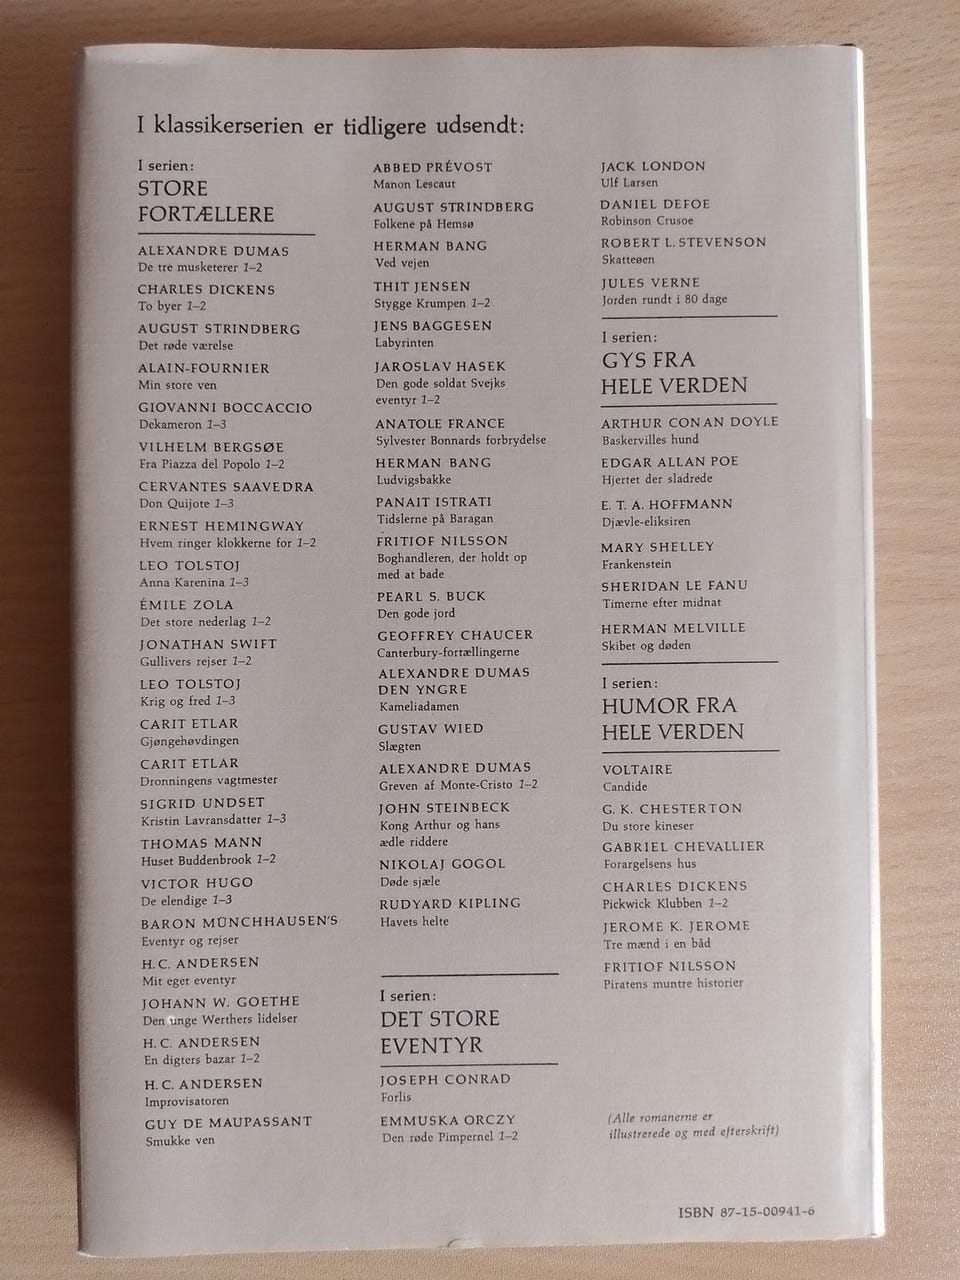 I klassikerserien er tidligere udsendt:
I serien:
STORE
FORTÆLLERE
ALEXANDRE DUMAS
De tre musketerer 1–2
CHARLES DICKENS
To byer 1–2
AUGUST STRINDBERG
Det røde værelse
ALAIN-FOURNIER
Min store ven
GIOVANNI BOCCACCIO
Dekameron 1–3
VILHELM BERGSØE
Fra Piazza del Popolo 1–2
CERVANTES SAAVEDRA
Don Quijote 1–3
ERNEST HEMINGWAY
Hvem ringer klokkerne for 1–2
LEO TOLSTOJ
Anna Karenina 1–3
ÉMILE ZOLA
Det store nederlag 1–2
JONATHAN SWIFT
Gullivers rejser 1–2
LEO TOLSTOJ
Krig og fred 1–3
CARIT ETLAR
Gjøngehøvdingen
CARIT ETLAR
Dronningens vagtmester
SIGRID UNDSET
Kristin Lavransdatter 1–3
THOMAS MANN
Huset Buddenbrook 1–2
VICTOR HUGO
De elendige 1–3
BARON MÜNCHHAUSEN'S
Eventyr og rejser
H. C. ANDERSEN
Mit eget eventyr
JOHANN W. GOETHE
Den unge Werthers lidelser
H. C. ANDERSEN
En digters bazar 1–2
H. C. ANDERSEN
Improvisatoren
GUY DE MAUPASSANT
Smukke ven
ABBED PRÉVOST
Manon Lescaut
AUGUST STRINDBERG
Folkene på Hemsø
HERMAN BANG
Ved vejen
THIT JENSEN
Stygge Krumpen 1–2
JENS BAGGESEN
Labyrinten
JAROSLAV HASEK
Den gode soldat Svejks
eventyr 1–2
ANATOLE FRANCE
Sylvester Bonnards forbrydelse
HERMAN BANG
Ludvigsbakke
PANAIT ISTRATI
Tidslerne på Baragan
FRITIOF NILSSON
Boghandleren, der holdt op
med at bade
PEARL S. BUCK
Den gode jord
GEOFFREY CHAUCER
Canterbury-fortællingerne
ALEXANDRE DUMAS
DEN YNGRE
Kameliadamen
GUSTAV WIED
Slægten
ALEXANDRE DUMAS
Greven af Monte-Cristo 1–2
JOHN STEINBECK
Kong Arthur og hans
ædle riddere
NIKOLAJ GOGOL
Døde sjæle
RUDYARD KIPLING
Havets helte
I serien:
DET STORE
EVENTYR
JOSEPH CONRAD
Forlis
EMMUSKA ORCZY
Den røde Pimpernel 1–2
JACK LONDON
Ulf Larsen
DANIEL DEFOE
Robinson Crusoe
ROBERT L. STEVENSON
Skatteøen
JULES VERNE
Jorden rundt i 80 dage
I serien:
GYS FRA
HELE VERDEN
ARTHUR CONAN DOYLE
Baskervilles hund
EDGAR ALLAN POE
Hjertet der sladrede
E. T. A. HOFFMANN
Djævle-eliksiren
MARY SHELLEY
Frankenstein
SHERIDAN LE FANU
Timerne efter midnat
HERMAN MELVILLE
Skibet og døden
I serien:
HUMOR FRA
HELE VERDEN
VOLTAIRE
Candide
G. K. CHESTERTON
Du store kineser
GABRIEL CHEVALLIER
Forargelsens hus
CHARLES DICKENS
Pickwick Klubben 1–2
JEROME K. JEROME
Tre mænd i en båd
FRITIOF NILSSON
Piratens muntre historier
(Alle romanerne er
illustrerede og med efterskrift)
ISBN 87-15-00941-6